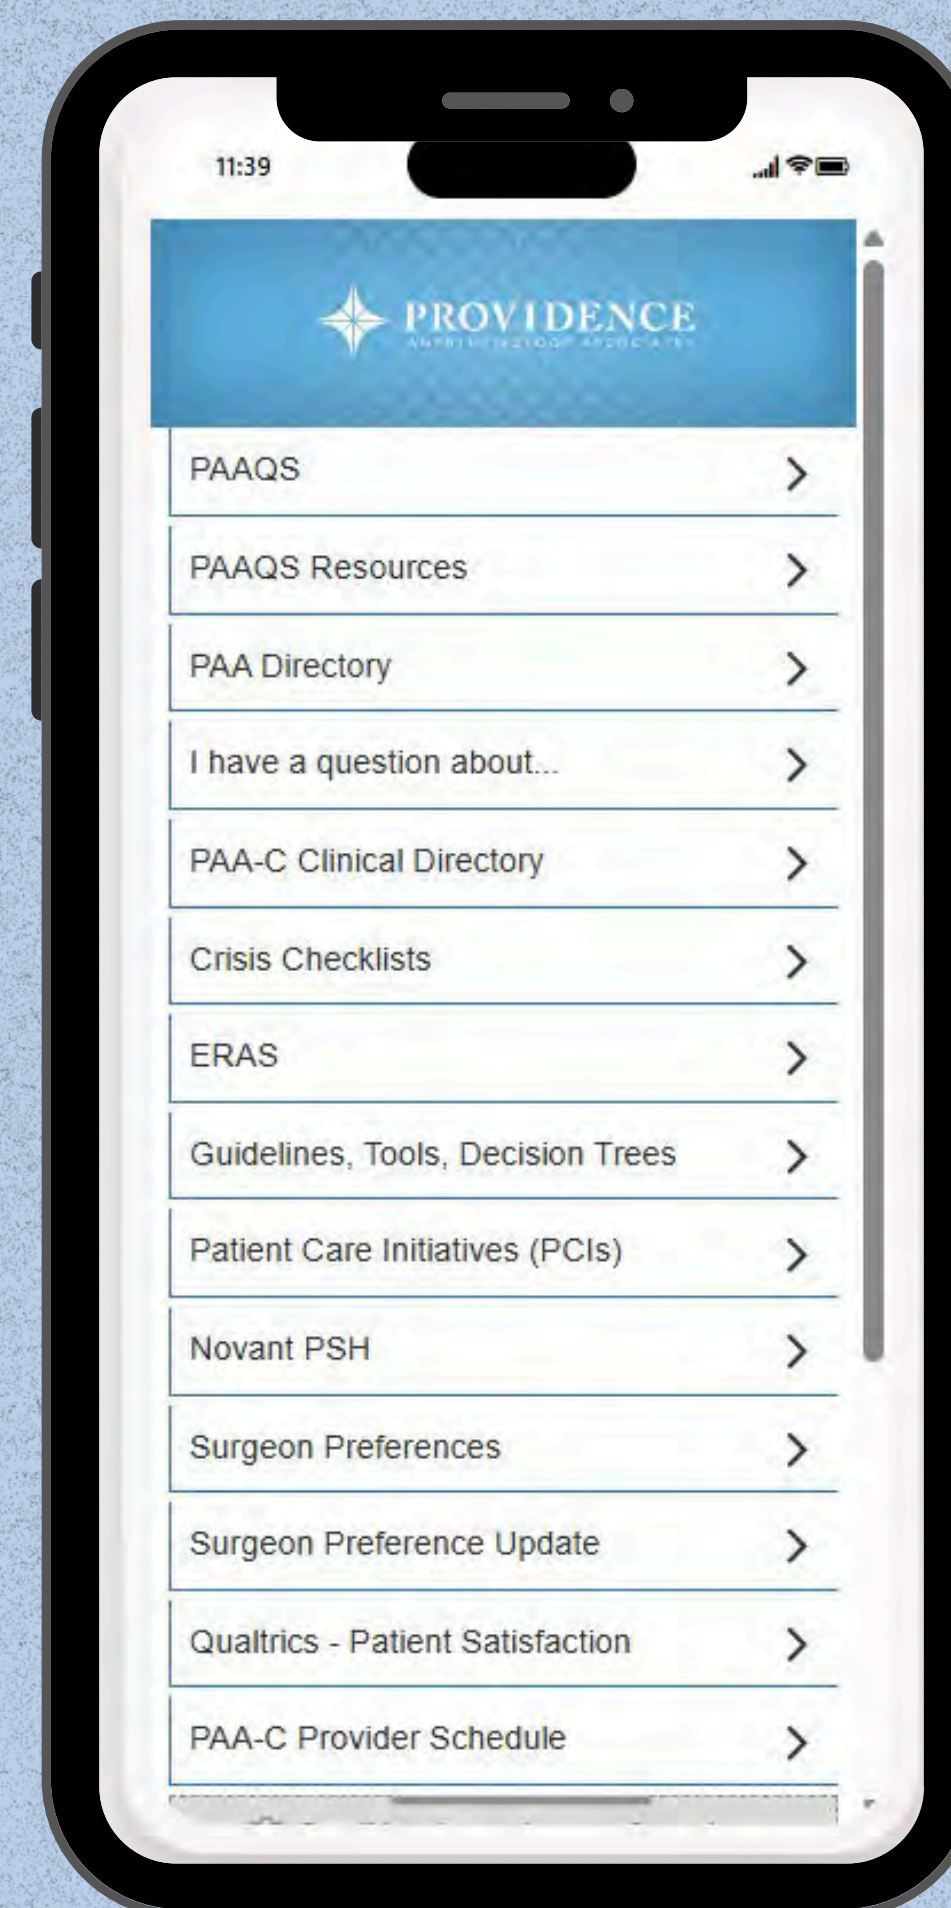 11:39
PROVIDENCE
ANESTHESIOLOGY ASSOCIATES
PAAQS
PAAQS Resources
PAA Directory
I have a question about...
PAA-C Clinical Directory
Crisis Checklists
ERAS
Guidelines, Tools, Decision Trees
Patient Care Initiatives (PCIs)
Novant PSH
Surgeon Preferences
Surgeon Preference Update
Qualtrics - Patient Satisfaction
PAA-C Provider Schedule